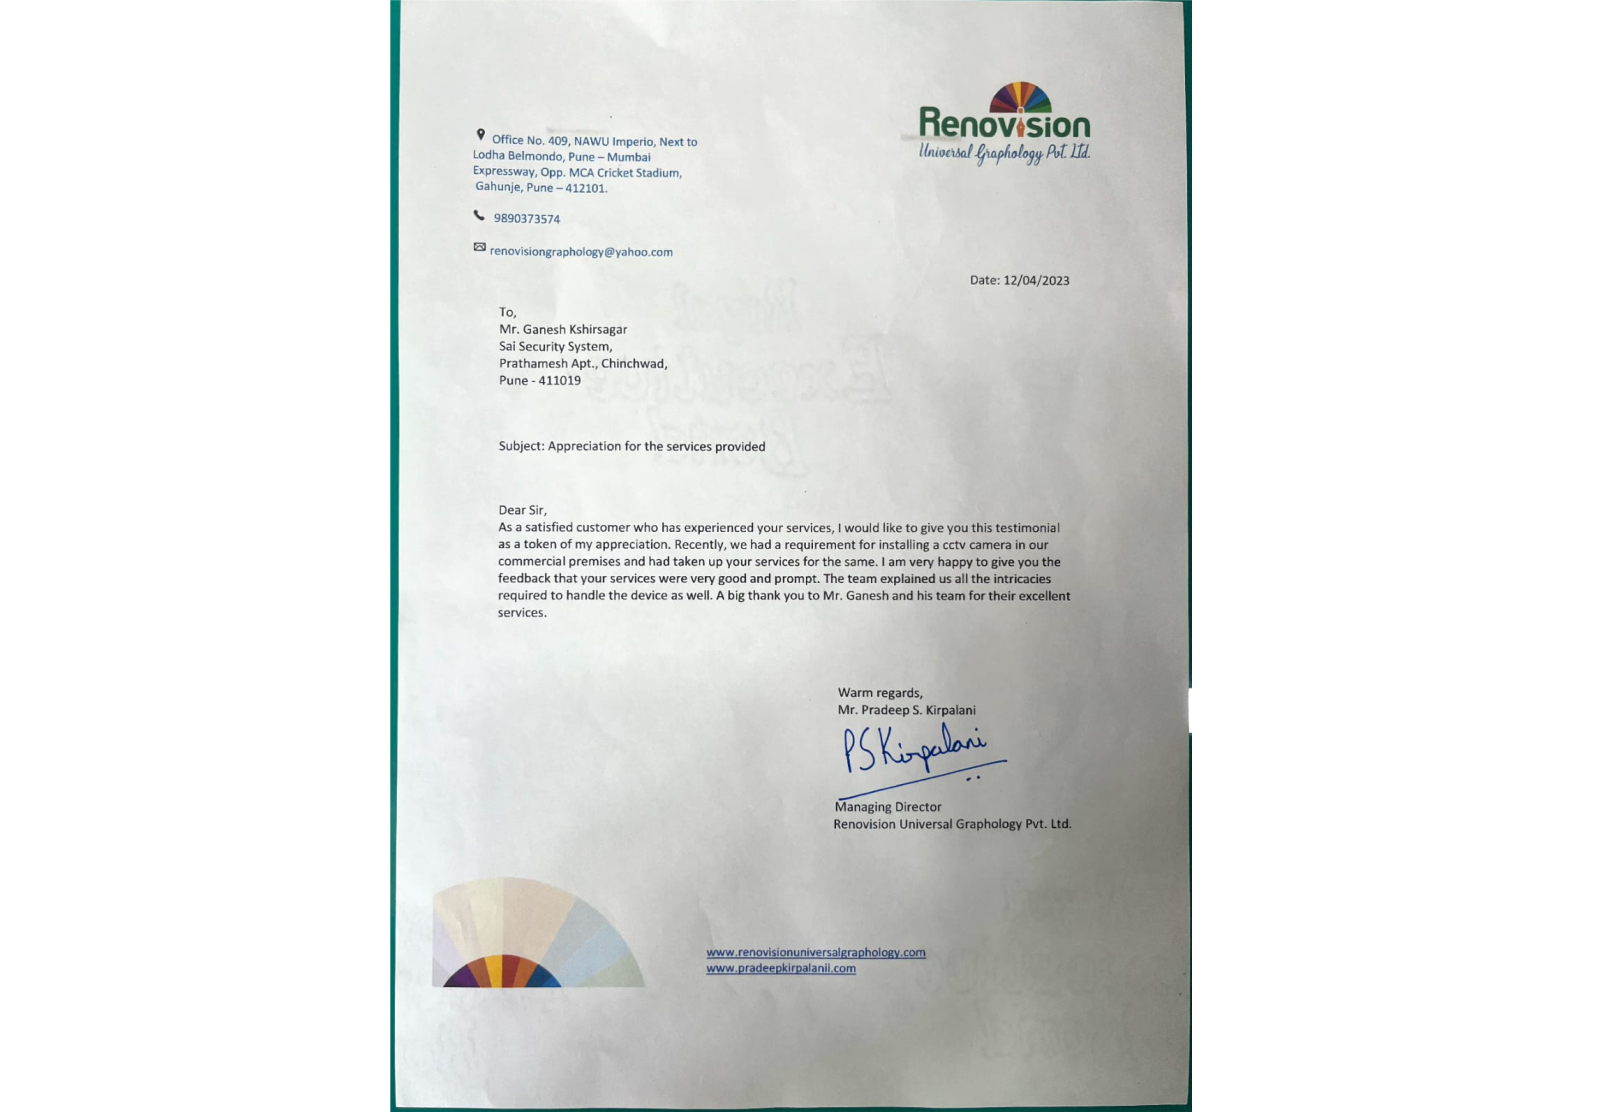 Renovision
Universal Graphology Pvt. Ltd.
Office No. 409, NAWU Imperio, Next to
Lodha Belmondo, Pune – Mumbai
Expressway, Opp. MCA Cricket Stadium,
Gahunje, Pune – 412101.
9890373574
renovisiongraphology@yahoo.com
Date: 12/04/2023
To,
Mr. Ganesh Kshirsagar
Sai Security System,
Prathamesh Apt., Chinchwad,
Pune - 411019
Subject: Appreciation for the services provided
Dear Sir,
As a satisfied customer who has experienced your services, I would like to give you this testimonial
as a token of my appreciation. Recently, we had a requirement for installing a cctv camera in our
commercial premises and had taken up your services for the same. I am very happy to give you the
feedback that your services were very good and prompt. The team explained us all the intricacies
required to handle the device as well. A big thank you to Mr. Ganesh and his team for their excellent
services.
Warm regards,
Mr. Pradeep S. Kirpalani
PSKirpalani
Managing Director
Renovision Universal Graphology Pvt. Ltd.
www.renovisionuniversalgraphology.com
www.pradeepkirpalanii.com